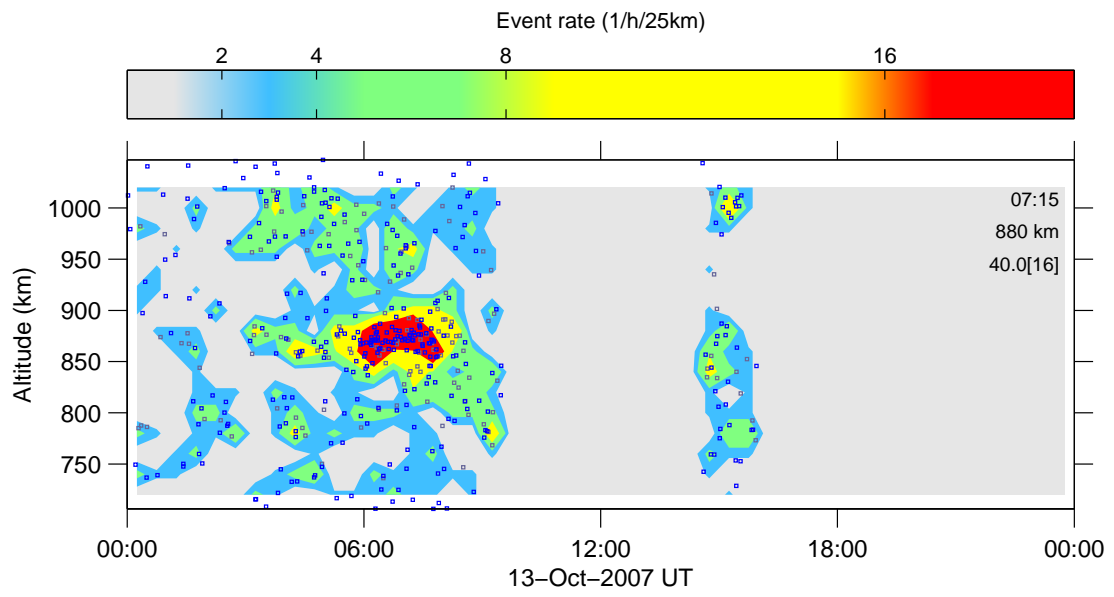 Event rate (1/h/25km)
2 4 8 16
1000
950
900
850
800
750
Altitude (km)
07:15
880 km
40.0[16]
00:00 06:00 12:00 18:00 00:00
13−Oct−2007 UT